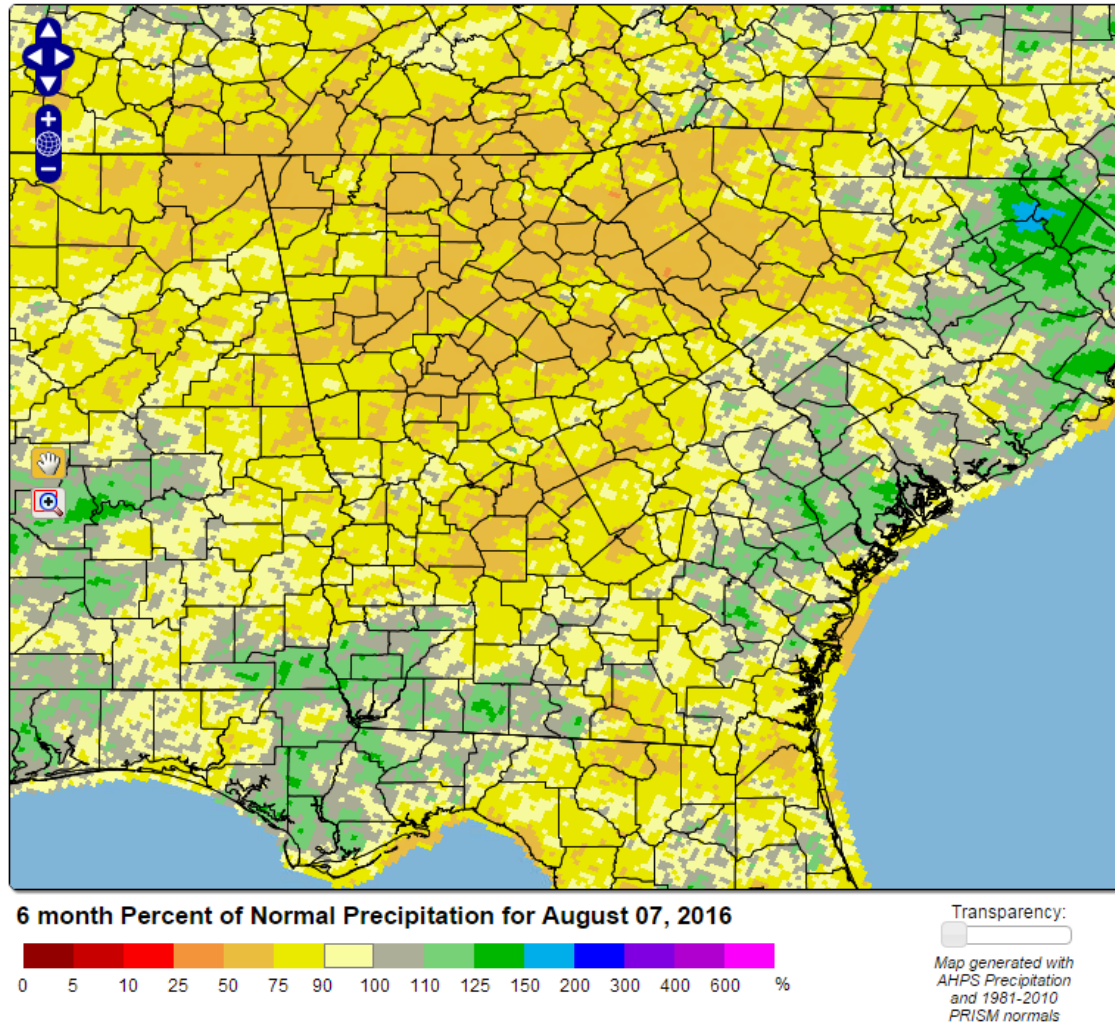 6 month Percent of Normal Precipitation for August 07, 2016
0 5 10 25 50 75 90 100 110 125 150 200 300 400 600 %
Transparency:
Map generated with
AHPS Precipitation
and 1981-2010
PRISM normals